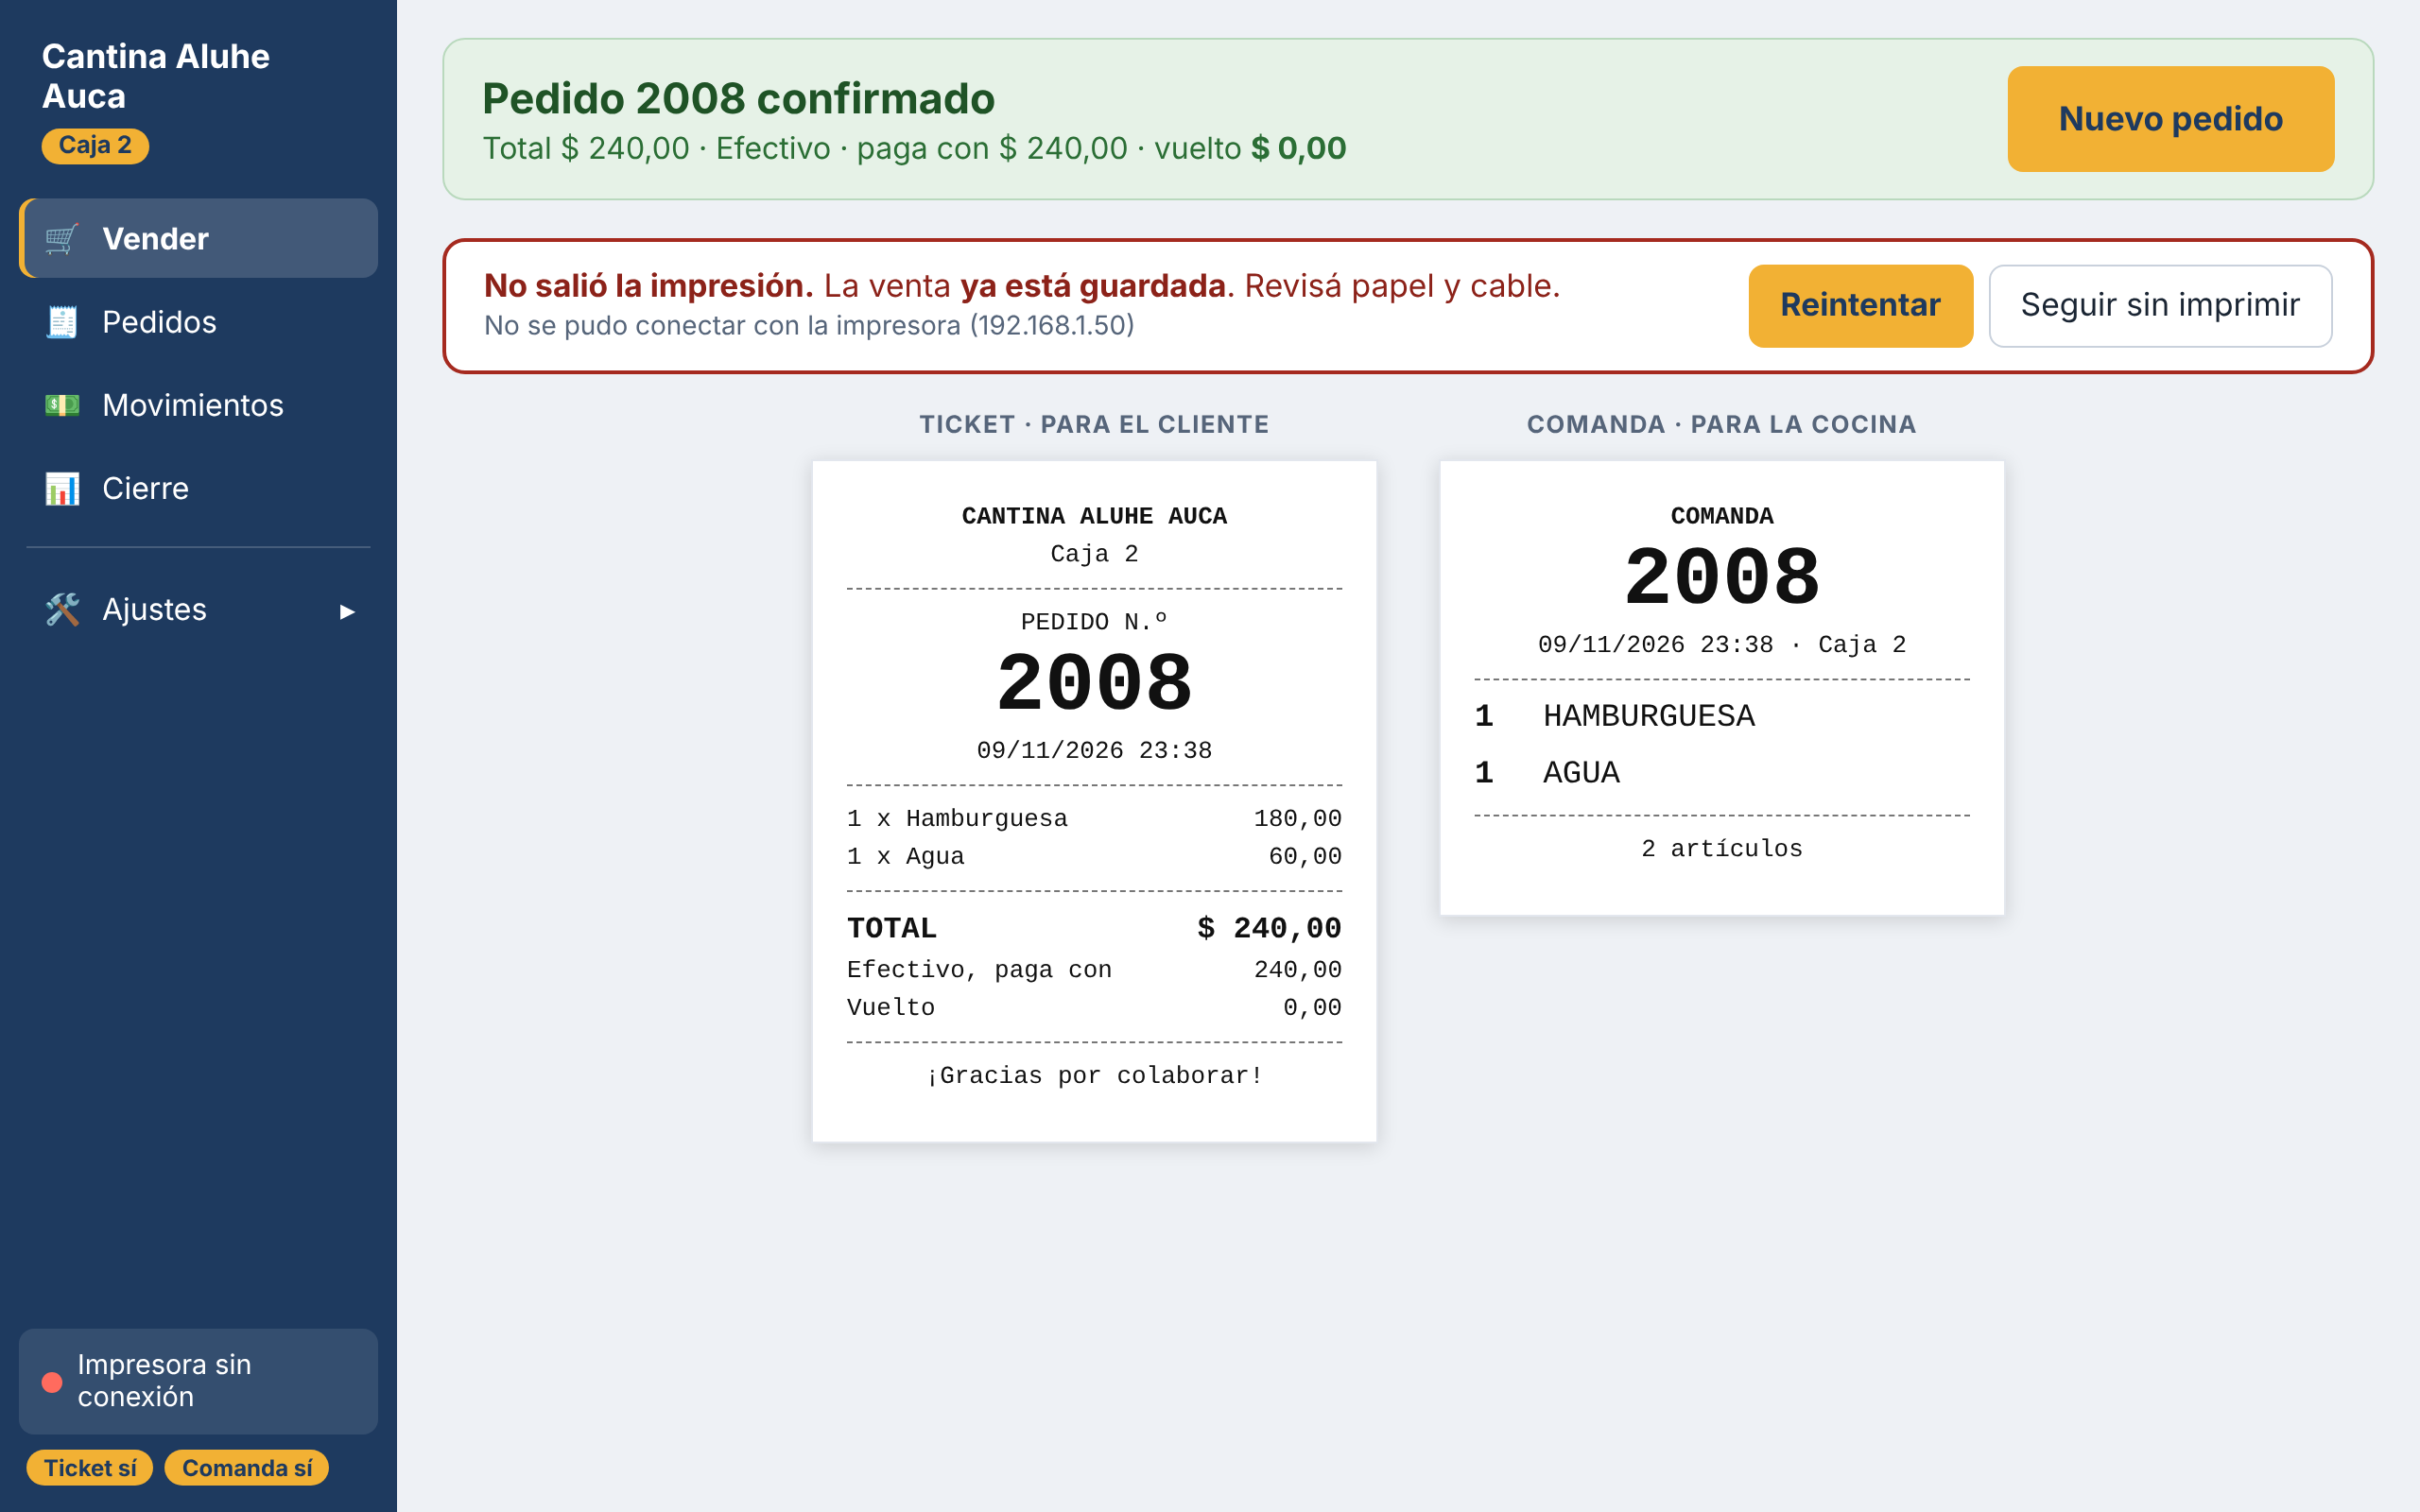 Cantina Aluhe
Auca
Caja 2
Vender
Pedidos
Movimientos
Cierre
Ajustes
Impresora sin
conexión
Ticket sí
Comanda sí
Pedido 2008 confirmado
Total $ 240,00 · Efectivo · paga con $ 240,00 · vuelto $ 0,00
Nuevo pedido
No salió la impresión. La venta ya está guardada. Revisá papel y cable.
No se pudo conectar con la impresora (192.168.1.50)
Reintentar
Seguir sin imprimir
TICKET · PARA EL CLIENTE
CANTINA ALUHE AUCA
Caja 2
PEDIDO N.º
2008
09/11/2026 23:38
1 x Hamburguesa 180,00
1 x Agua 60,00
TOTAL $ 240,00
Efectivo, paga con 240,00
Vuelto 0,00
¡Gracias por colaborar!
COMANDA · PARA LA COCINA
COMANDA
2008
09/11/2026 23:38 · Caja 2
1 HAMBURGUESA
1 AGUA
2 artículos